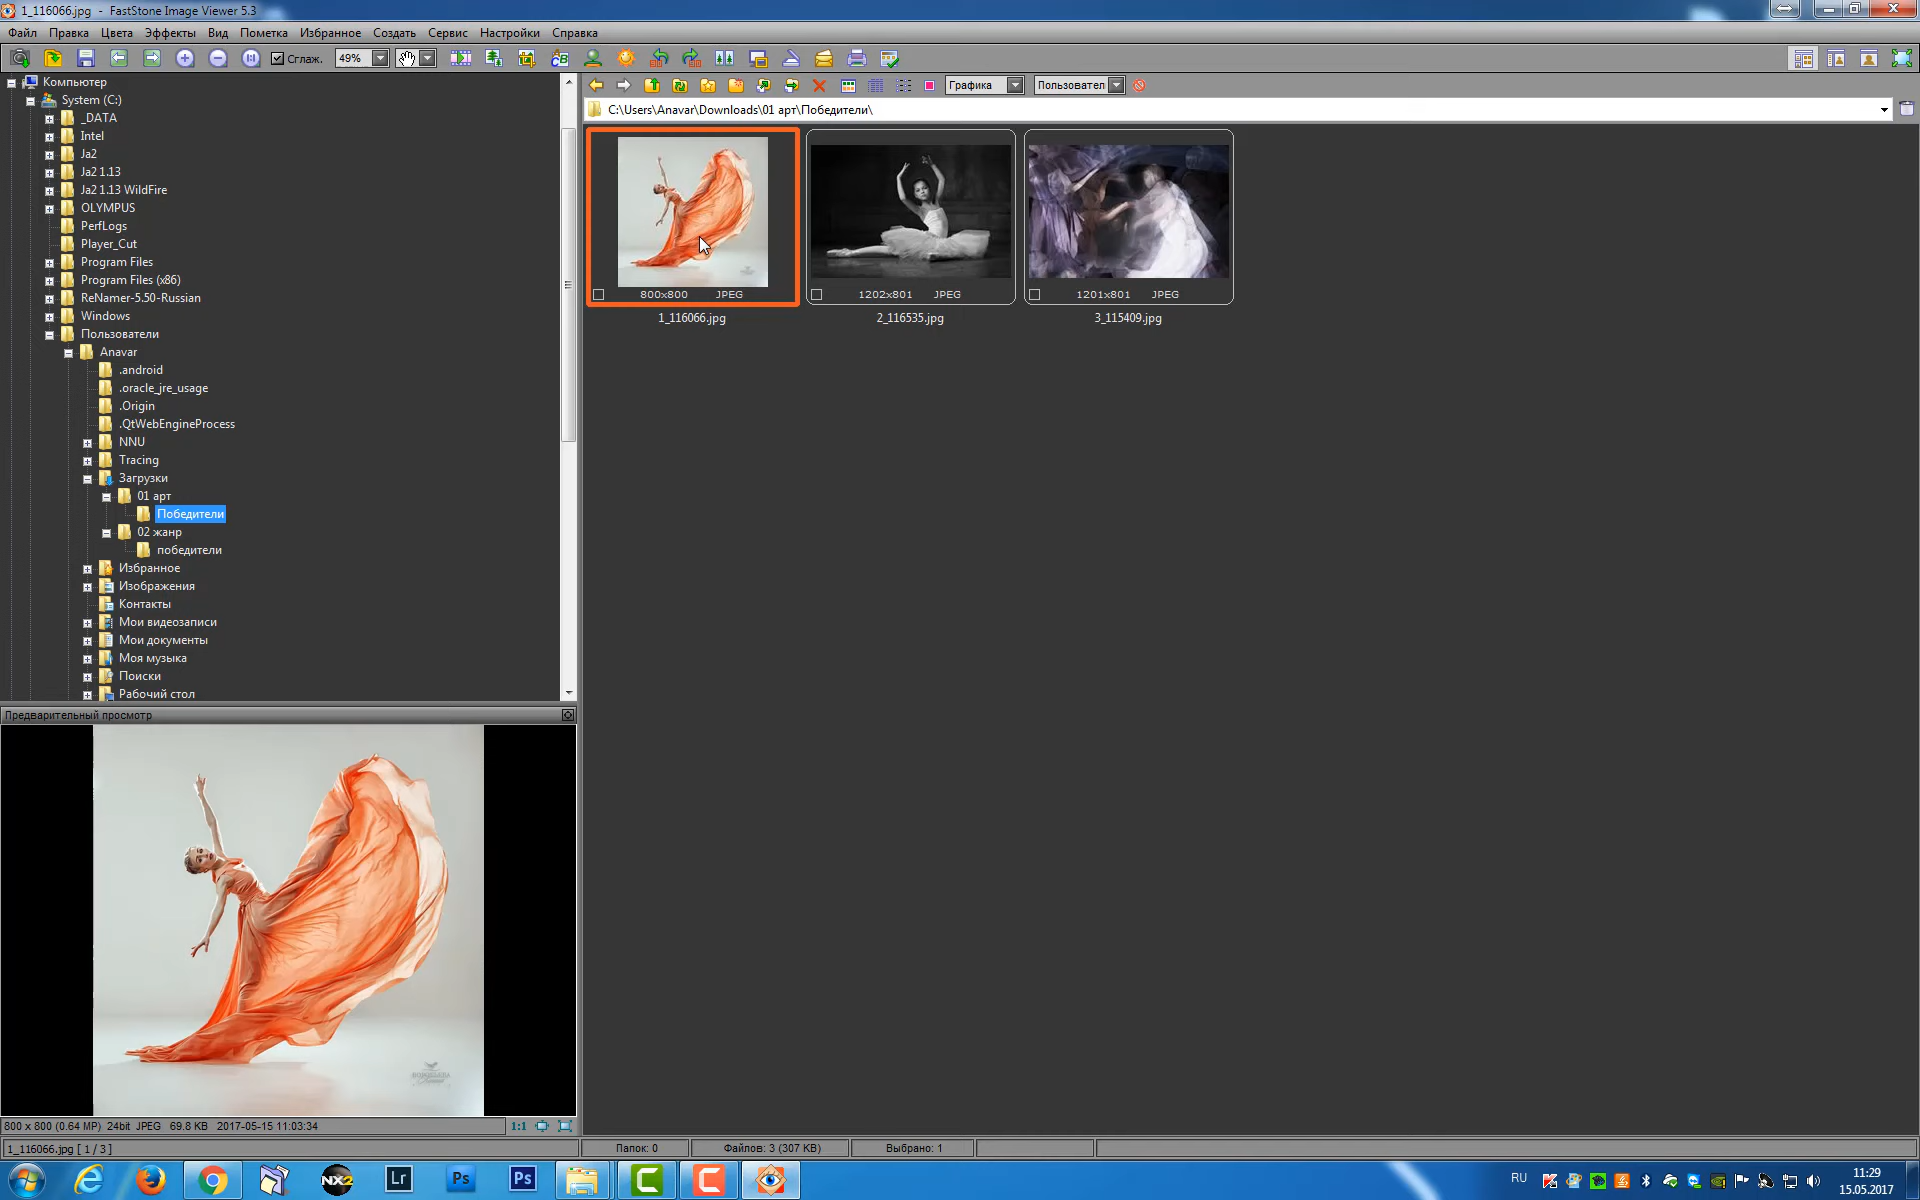 1_116066.jpg  -  FastStone Image Viewer 5.3
Файл Правка Цвета Эффекты Вид Пометка Избранное Создать Сервис Настройки Справка
Сглаж. 49%
Компьютер
System (C:)
_DATA
Intel
Ja2
Ja2 1.13
Ja2 1.13 WildFire
OLYMPUS
PerfLogs
Player_Cut
Program Files
Program Files (x86)
ReNamer-5.50-Russian
Windows
Пользователи
Anavar
.android
.oracle_jre_usage
.Origin
.QtWebEngineProcess
NNU
Tracing
Загрузки
01 арт
Победители
02 жанр
победители
Избранное
Изображения
Контакты
Мои видеозаписи
Мои документы
Моя музыка
Поиски
Рабочий стол
Графика Пользовател
C:\Users\Anavar\Downloads\01 арт\Победители\
800x800 JPEG
1_116066.jpg
1202x801 JPEG
2_116535.jpg
1201x801 JPEG
3_115409.jpg
Предварительный просмотр
800 x 800 (0.64 MP) 24bit JPEG 69.8 KB 2017-05-15 11:03:34 1:1
1_116066.jpg [ 1 / 3 ]
Папок: 0
Файлов: 3 (307 KB)
Выбрано: 1
NX2 Lr Ps Ps
RU
11:29
15.05.2017